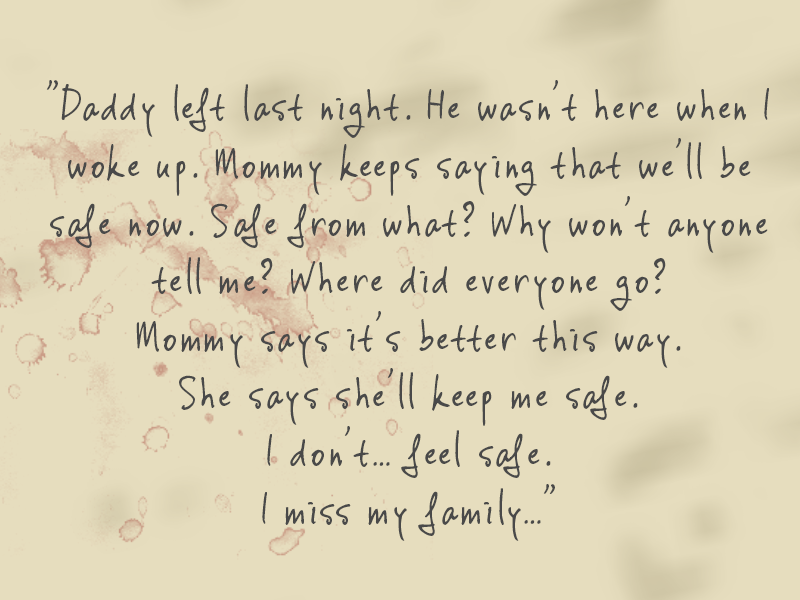 "Daddy left last night. He wasn't here when I
woke up. Mommy keeps saying that we'll be
safe now. Safe from what? Why won't anyone
tell me? Where did everyone go?
Mommy says it's better this way.
She says she'll keep me safe.
I don't... feel safe.
I miss my family..."